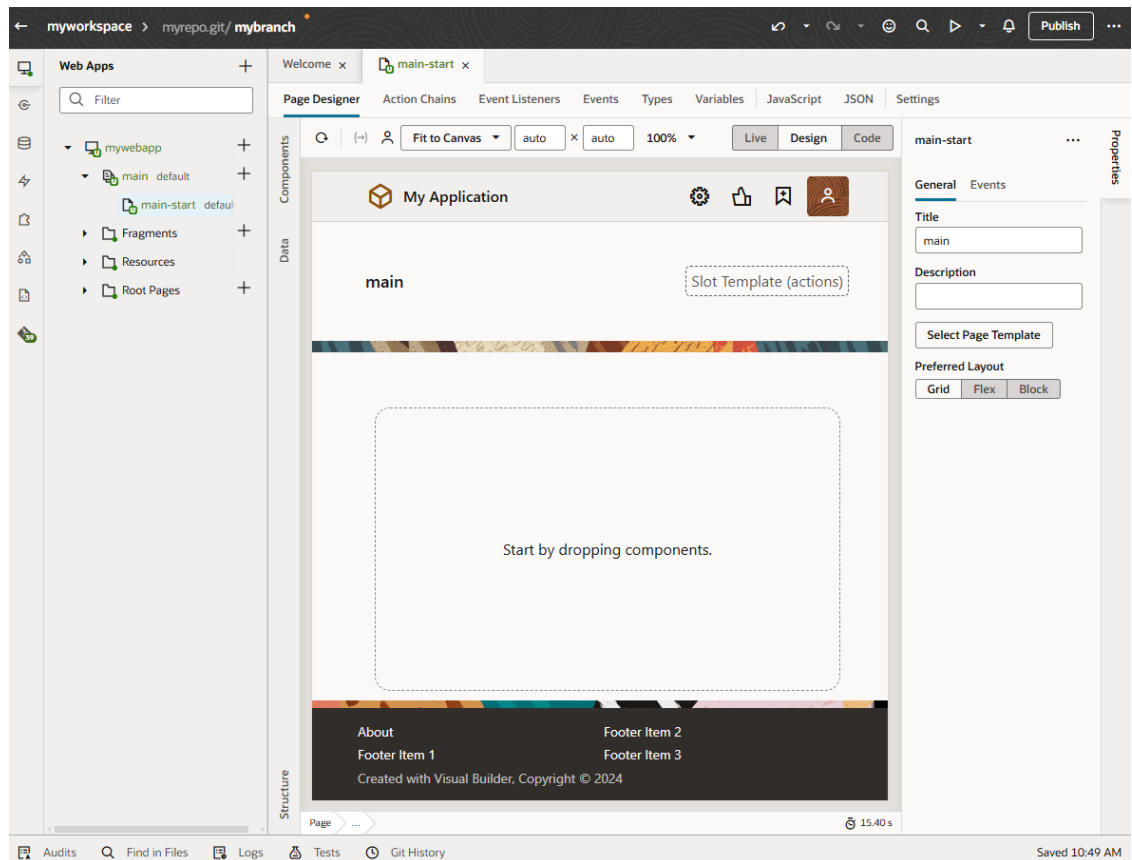 myworkspace > myrepo.git/ mybranch
Publish
Web Apps
Filter
mywebapp
main default
main-start defaul
Fragments
Resources
Root Pages
39
Welcome x
main-start x
Page Designer Action Chains Event Listeners Events Types Variables JavaScript JSON Settings
Components
Data
Structure
Fit to Canvas auto × auto 100% Live Design Code
My Application
main
Slot Template (actions)
Start by dropping components.
About Footer Item 2
Footer Item 1 Footer Item 3
Created with Visual Builder, Copyright © 2024
Page ... 15.40 s
main-start
General Events
Title
main
Description
Select Page Template
Preferred Layout
Grid Flex Block
Properties
Audits Find in Files Logs Tests Git History Saved 10:49 AM